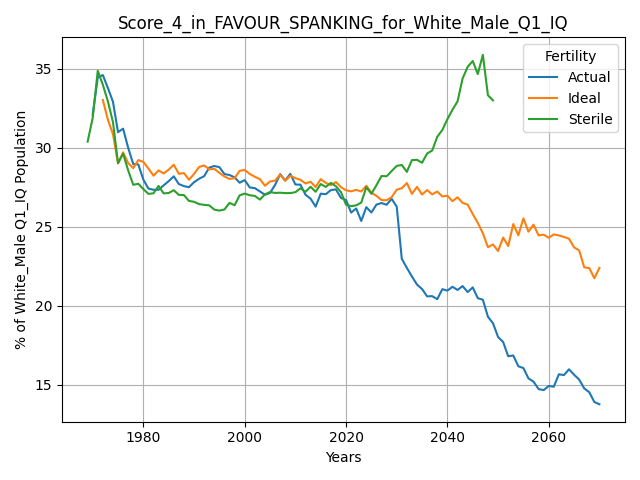 Score_4_in_FAVOUR_SPANKING_for_White_Male_Q1_IQ
% of White_Male Q1_IQ Population
35
30
25
20
15
1980
2000
2020
2040
2060
Years
Fertility
Actual
Ideal
Sterile